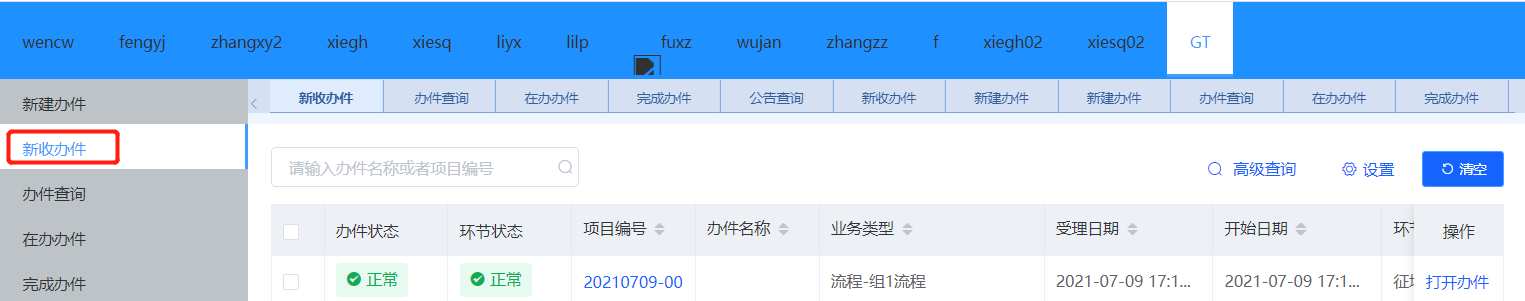 wencw fengyj zhangxy2 xiegh xiesq liyx lilp fuxz wujan zhangzz f xiegh02 xiesq02 GT
新建办件
新收办件
办件查询
在办办件
完成办件
新收办件 办件查询 在办办件 完成办件 公告查询 新收办件 新建办件 新建办件 办件查询 在办办件 完成办件
请输入办件名称或者项目编号
高级查询 设置 清空
办件状态 环节状态 项目编号 办件名称 业务类型 受理日期 开始日期 环节 操作
正常 正常 20210709-00 流程-组1流程 2021-07-09 17:1... 2021-07-09 17:1... 征 打开办件